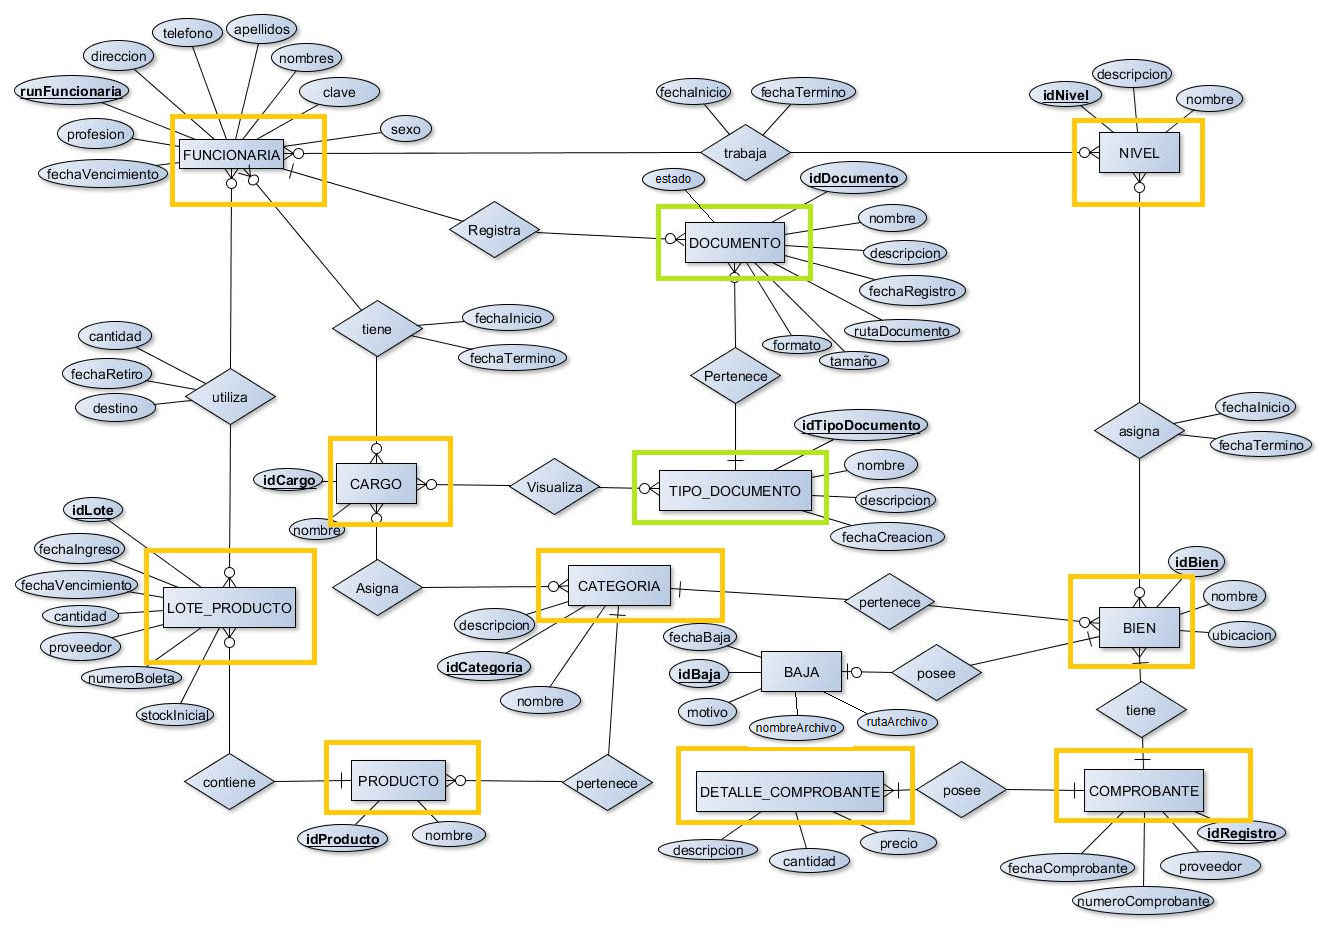 telefono
apellidos
direccion
nombres
runFuncionaria
clave
profesion
sexo
fechaVencimiento
FUNCIONARIA
fechaInicio
fechaTermino
trabaja
descripcion
idNivel
nombre
NIVEL
estado
idDocumento
Registra
DOCUMENTO
nombre
descripcion
fechaRegistro
rutaDocumento
formato
tamaño
tiene
fechaInicio
fechaTermino
cantidad
fechaRetiro
destino
utiliza
Pertenece
asigna
fechaInicio
fechaTermino
idTipoDocumento
nombre
TIPO_DOCUMENTO
descripcion
fechaCreacion
idCargo
CARGO
nombre
Visualiza
idLote
fechaIngreso
fechaVencimiento
LOTE_PRODUCTO
cantidad
proveedor
numeroBoleta
stockInicial
Asigna
CATEGORIA
descripcion
idCategoria
nombre
pertenece
idBien
nombre
BIEN
ubicacion
fechaBaja
idBaja
BAJA
motivo
nombreArchivo
rutaArchivo
posee
tiene
contiene
PRODUCTO
idProducto
nombre
pertenece
DETALLE_COMPROBANTE
descripcion
cantidad
precio
posee
COMPROBANTE
idRegistro
fechaComprobante
proveedor
numeroComprobante